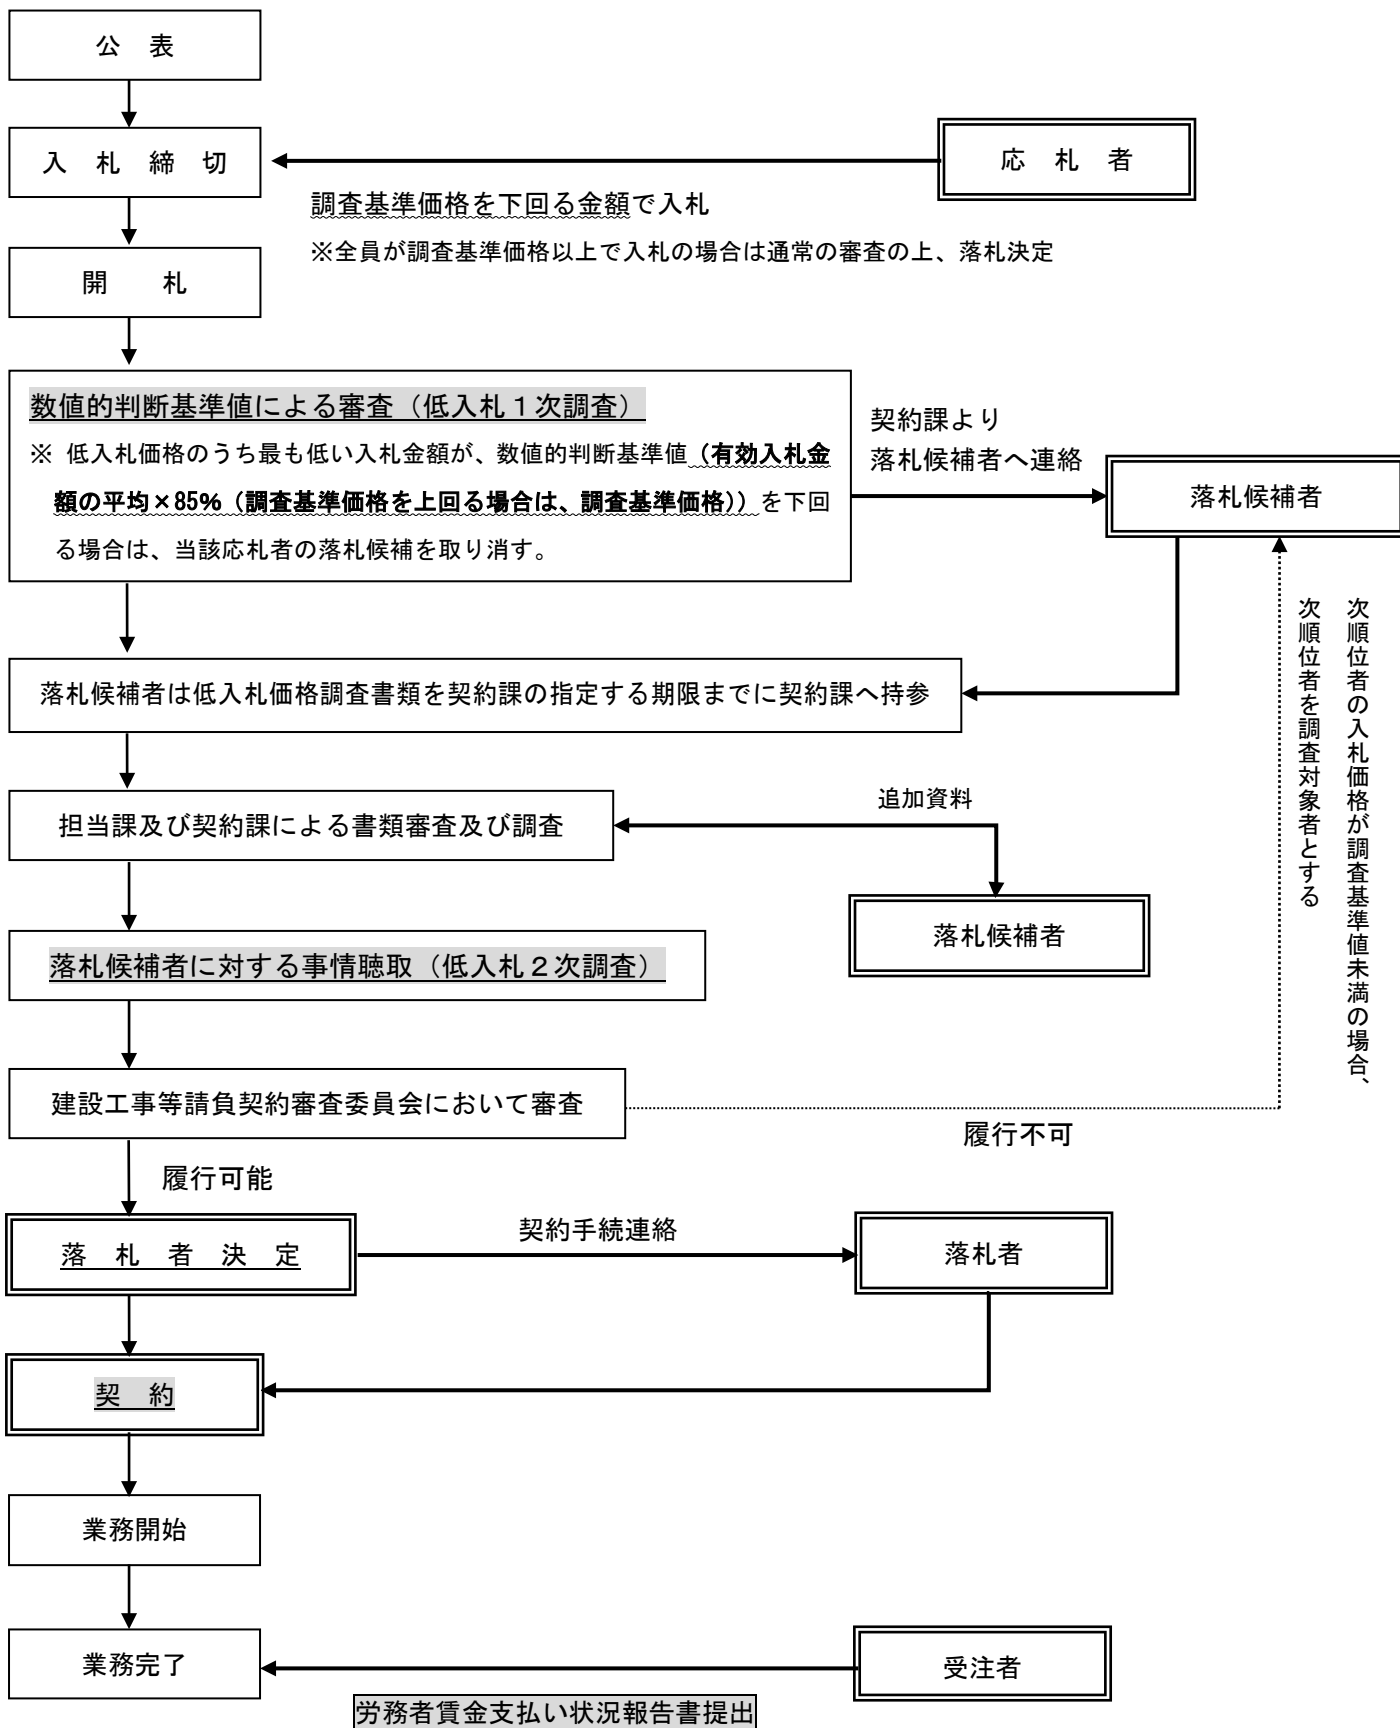 公　表
入　札　締　切
応　札　者
調査基準価格を下回る金額で入札
※全員が調査基準価格以上で入札の場合は通常の審査の上、落札決定
開　　札
数値的判断基準値による審査（低入札１次調査）
※ 低入札価格のうち最も低い入札金額が、数値的判断基準値（有効入札金
額の平均×85%（調査基準価格を上回る場合は、調査基準価格））を下回
る場合は、当該応札者の落札候補を取り消す。
契約課より
落札候補者へ連絡
落札候補者
次順位者の入札価格が調査基準値未満の場合、
次順位者を調査対象者とする
落札候補者は低入札価格調査書類を契約課の指定する期限までに契約課へ持参
担当課及び契約課による書類審査及び調査
追加資料
落札候補者
落札候補者に対する事情聴取（低入札２次調査）
建設工事等請負契約審査委員会において審査
履行不可
履行可能
落　札　者　決　定
契約手続連絡
落札者
契　約
業務開始
業務完了
受注者
労務者賃金支払い状況報告書提出